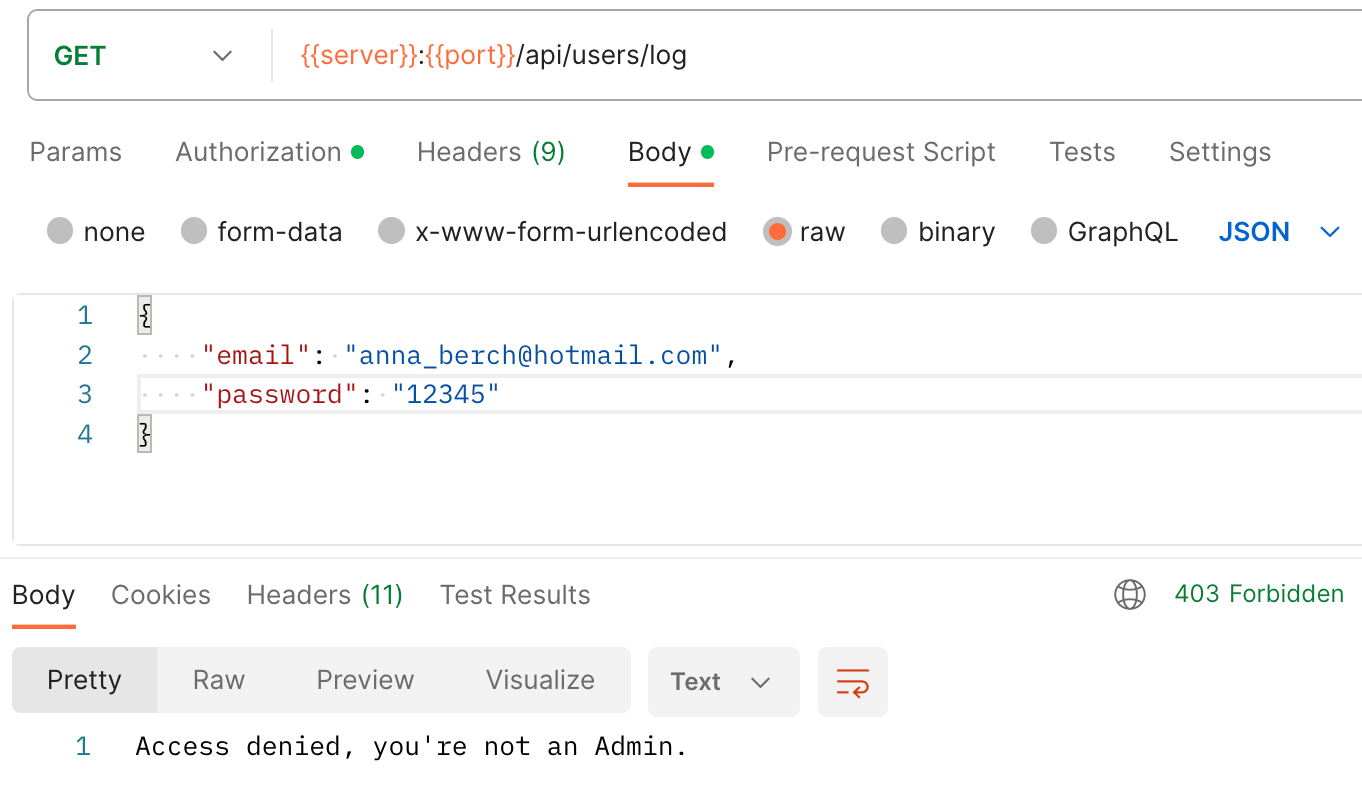 GET {{server}}:{{port}}/api/users/log
Params Authorization Headers (9) Body Pre-request Script Tests Settings
none form-data x-www-form-urlencoded raw binary GraphQL JSON
1 {
2 "email": "anna_berch@hotmail.com",
3 "password": "12345"
4 }
Body Cookies Headers (11) Test Results 403 Forbidden
Pretty Raw Preview Visualize Text
1 Access denied, you're not an Admin.